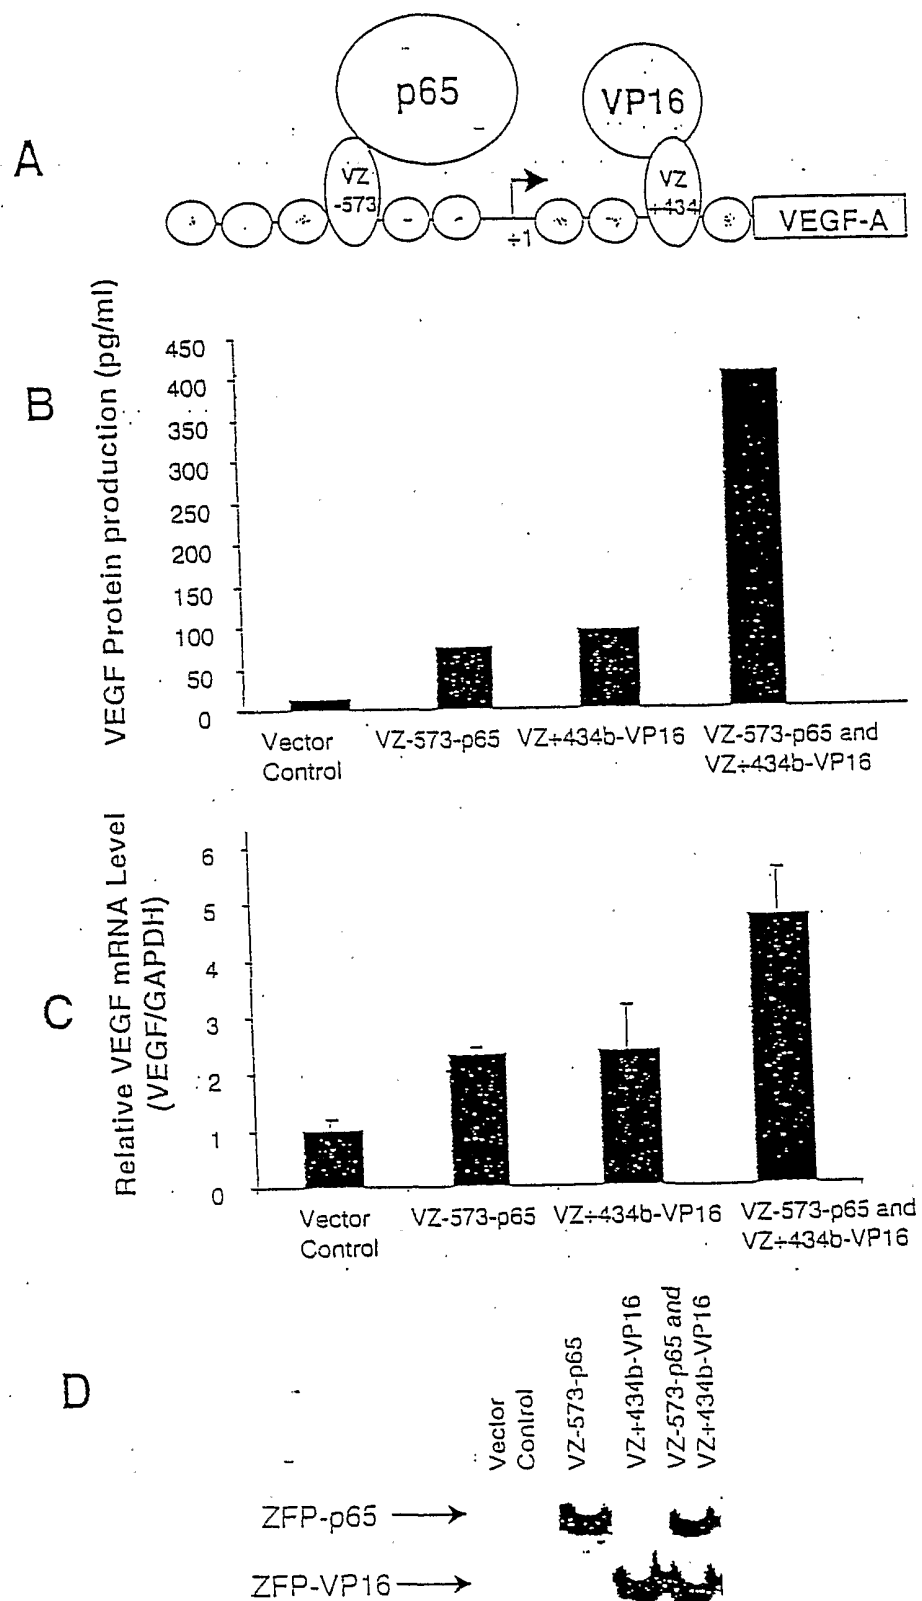 A
p65
VP16
VZ
-573
VZ
+434
+1
VEGF-A
B
VEGF Protein production (pg/ml)
450
400
350
300
250
200
150
100
50
0
Vector
Control
VZ-573-p65
VZ+434b-VP16
VZ-573-p65 and
VZ+434b-VP16
C
Relative VEGF mRNA Level
(VEGF/GAPDH)
6
5
4
3
2
1
0
Vector
Control
VZ-573-p65
VZ+434b-VP16
VZ-573-p65 and
VZ+434b-VP16
D
Vector
Control
VZ-573-p65
VZ+434b-VP16
VZ-573-p65 and
VZ+434b-VP16
ZFP-p65
ZFP-VP16